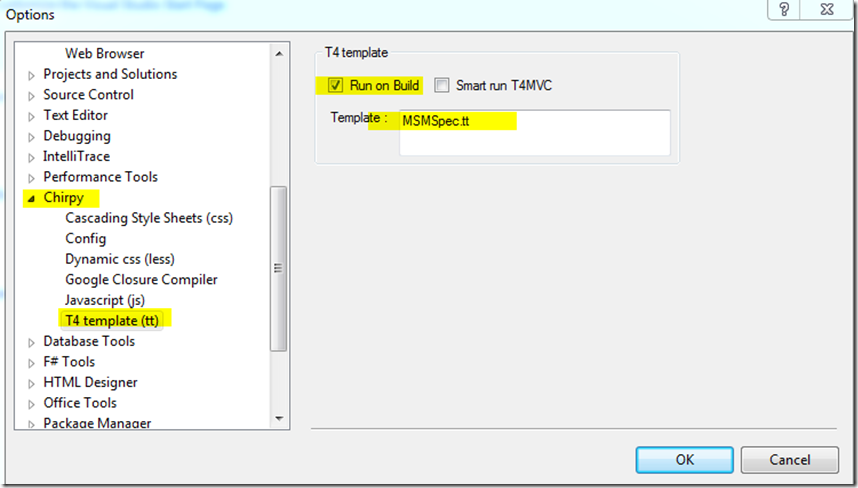 Options
Web Browser
Projects and Solutions
Source Control
Text Editor
Debugging
IntelliTrace
Performance Tools
Chirpy
Cascading Style Sheets (css)
Config
Dynamic css (less)
Google Closure Compiler
Javascript (js)
T4 template (tt)
Database Tools
F# Tools
HTML Designer
Office Tools
Package Manager
T4 template
Run on Build Smart run T4MVC
Template : MSMSpec.tt
OK Cancel